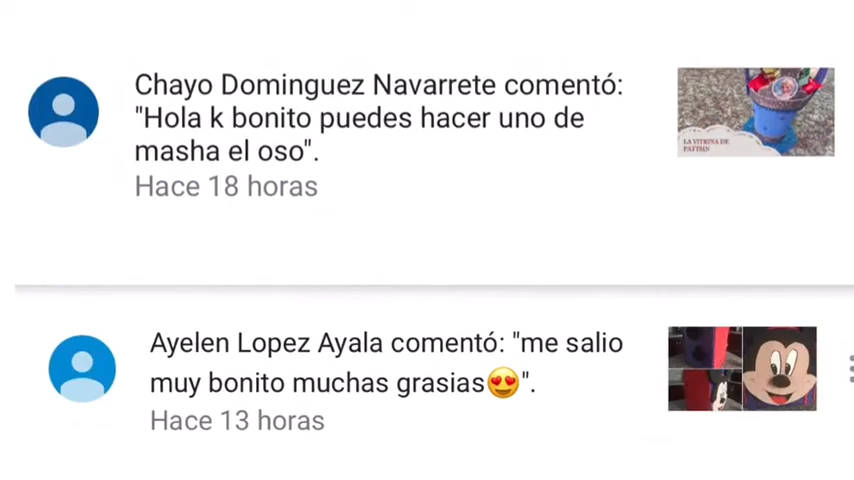 Chayo Dominguez Navarrete comentó:
"Hola k bonito puedes hacer uno de
masha el oso".
Hace 18 horas
LA VITRINA DE
Ayelen Lopez Ayala comentó: "me salio
muy bonito muchas grasias😍".
Hace 13 horas